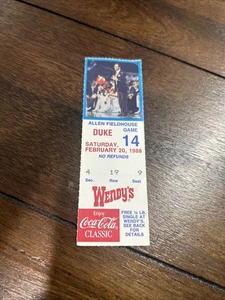 ALLEN FIELDHOUSE
DUKE GAME 14
SATURDAY,
FEBRUARY 20, 1988
NO REFUNDS
4 19 9
Sec. Row Seat
WENDY'S
Enjoy
Coca-Cola
CLASSIC
FREE ¼ LB.
SINGLE AT
WENDY'S.
SEE BACK FOR
DETAILS